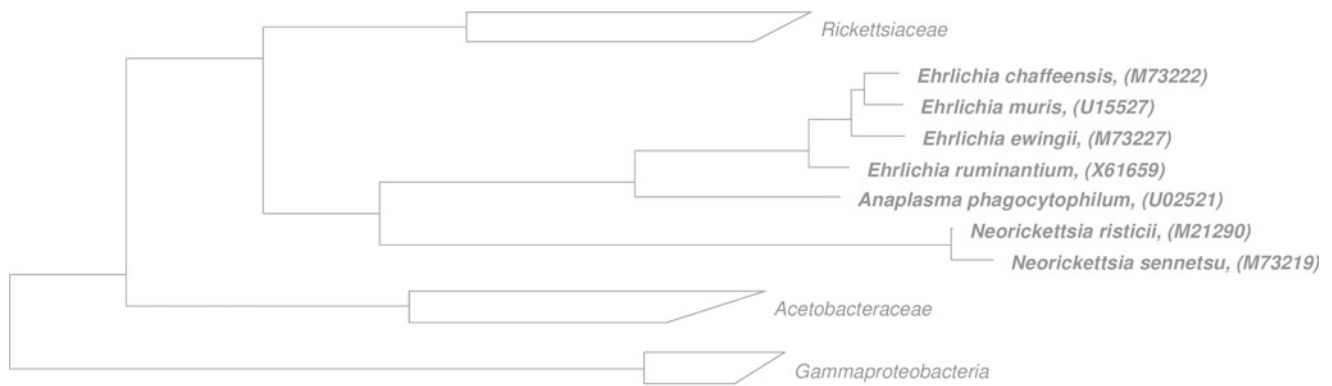 Rickettsiaceae
Ehrlichia chaffeensis, (M73222)
Ehrlichia muris, (U15527)
Ehrlichia ewingii, (M73227)
Ehrlichia ruminantium, (X61659)
Anaplasma phagocytophilum, (U02521)
Neorickettsia risticii, (M21290)
Neorickettsia sennetsu, (M73219)
Acetobacteraceae
Gammaproteobacteria